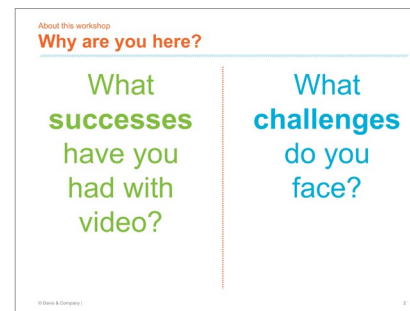 About this workshop
Why are you here?
What
successes
have you
had with
video?
What
challenges
do you
face?
© Davis & Company |
2